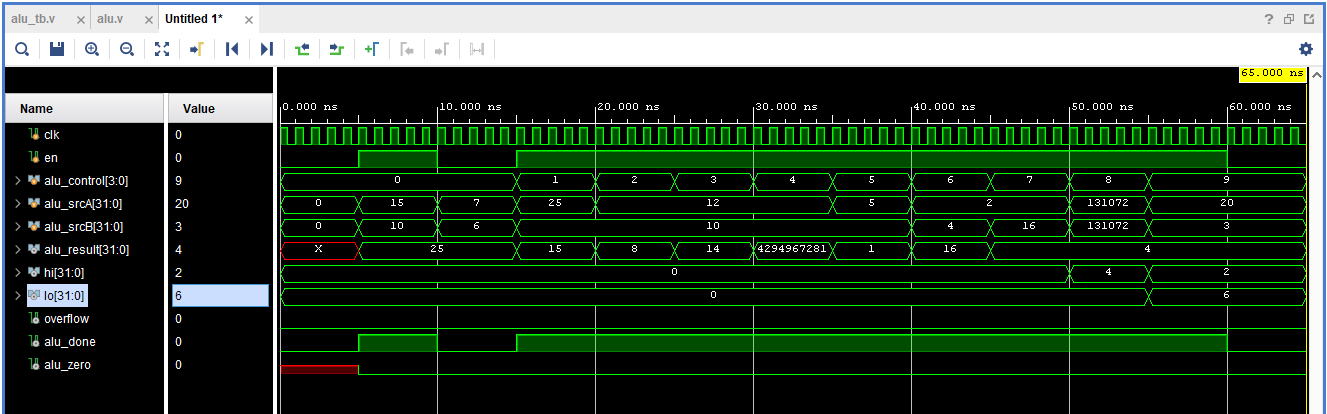 alu_tb.v × alu.v × Untitled 1* ×
?
65.000 ns
Name Value
0.000 ns 10.000 ns 20.000 ns 30.000 ns 40.000 ns 50.000 ns 60.000 ns
clk 0
en 0
alu_control[3:0] 9 0 1 2 3 4 5 6 7 8 9
alu_srcA[31:0] 20 0 15 7 25 12 5 2 131072 20
alu_srcB[31:0] 3 0 10 6 10 4 16 131072 3
alu_result[31:0] 4 X 25 15 8 14 4294967281 1 16 4
hi[31:0] 2 0 4 2
lo[31:0] 6 0 6
overflow 0
alu_done 0
alu_zero 0